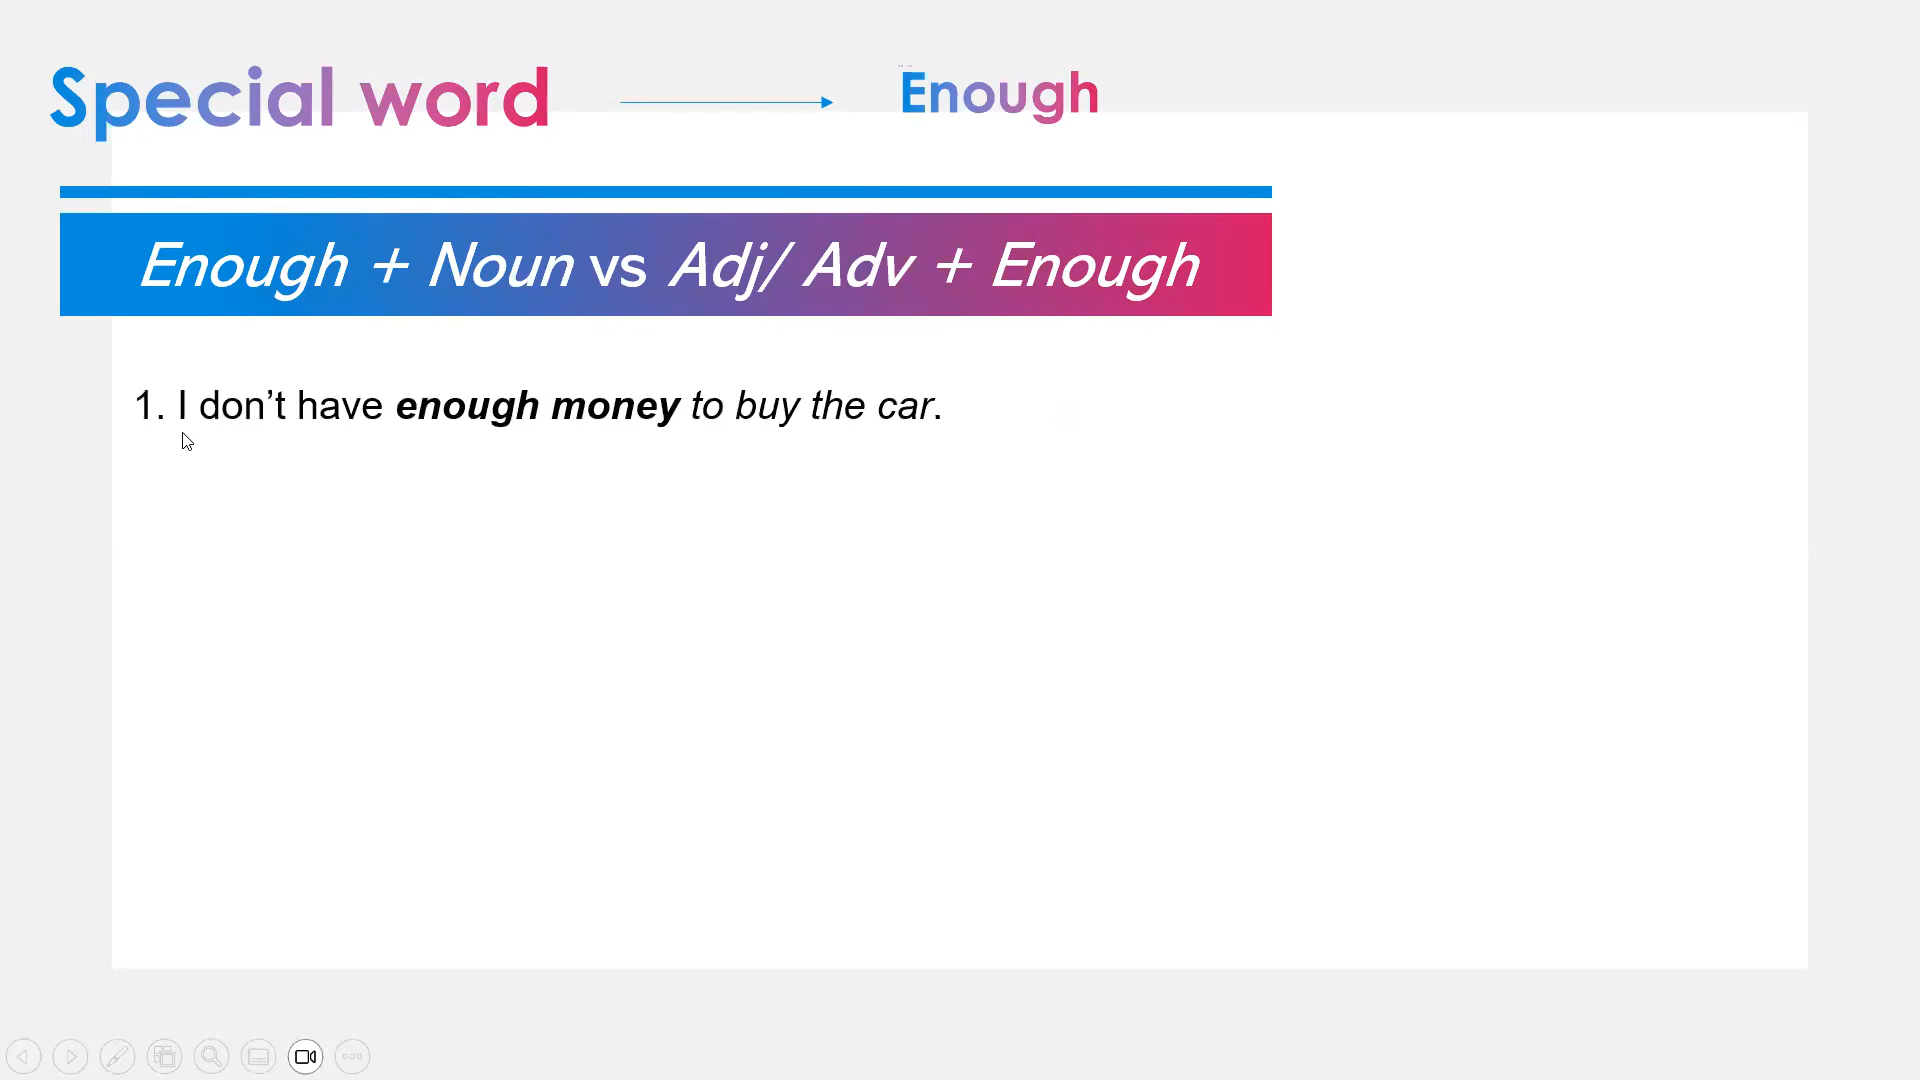 Special word
Enough
Enough + Noun vs Adj/ Adv + Enough
1. I don’t have enough money to buy the car.